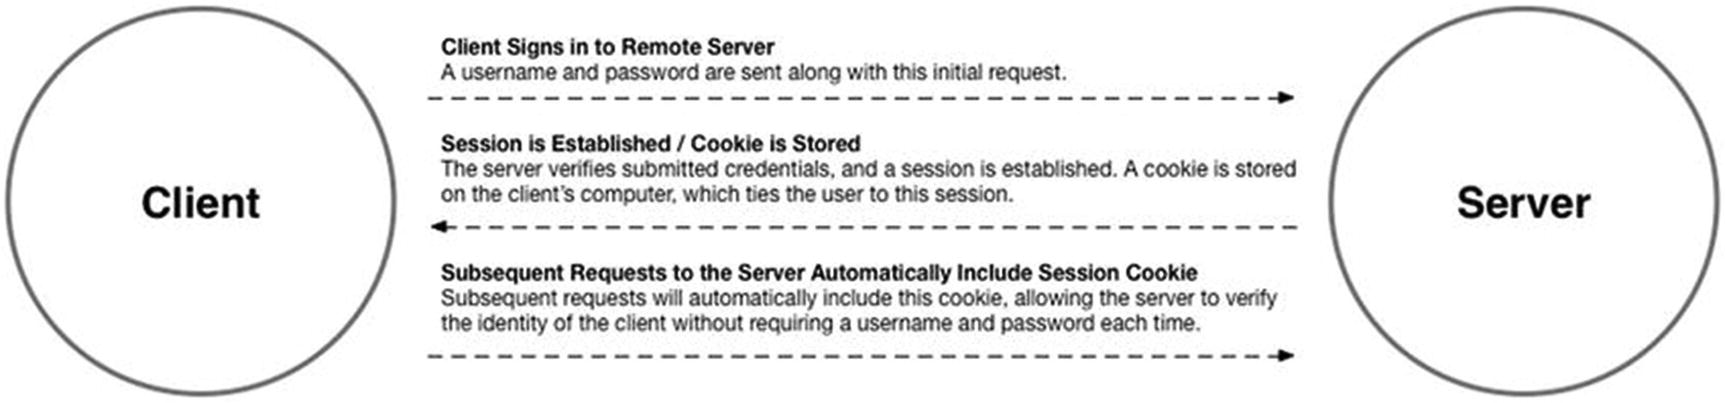 Client Signs in to Remote Server
A username and password are sent along with this initial request.
Session is Established / Cookie is Stored
The server verifies submitted credentials, and a session is established. A cookie is stored
on the client's computer, which ties the user to this session.
Client
Server
Subsequent Requests to the Server Automatically Include Session Cookie
Subsequent requests will automatically include this cookie, allowing the server to verify
the identity of the client without requiring a username and password each time.